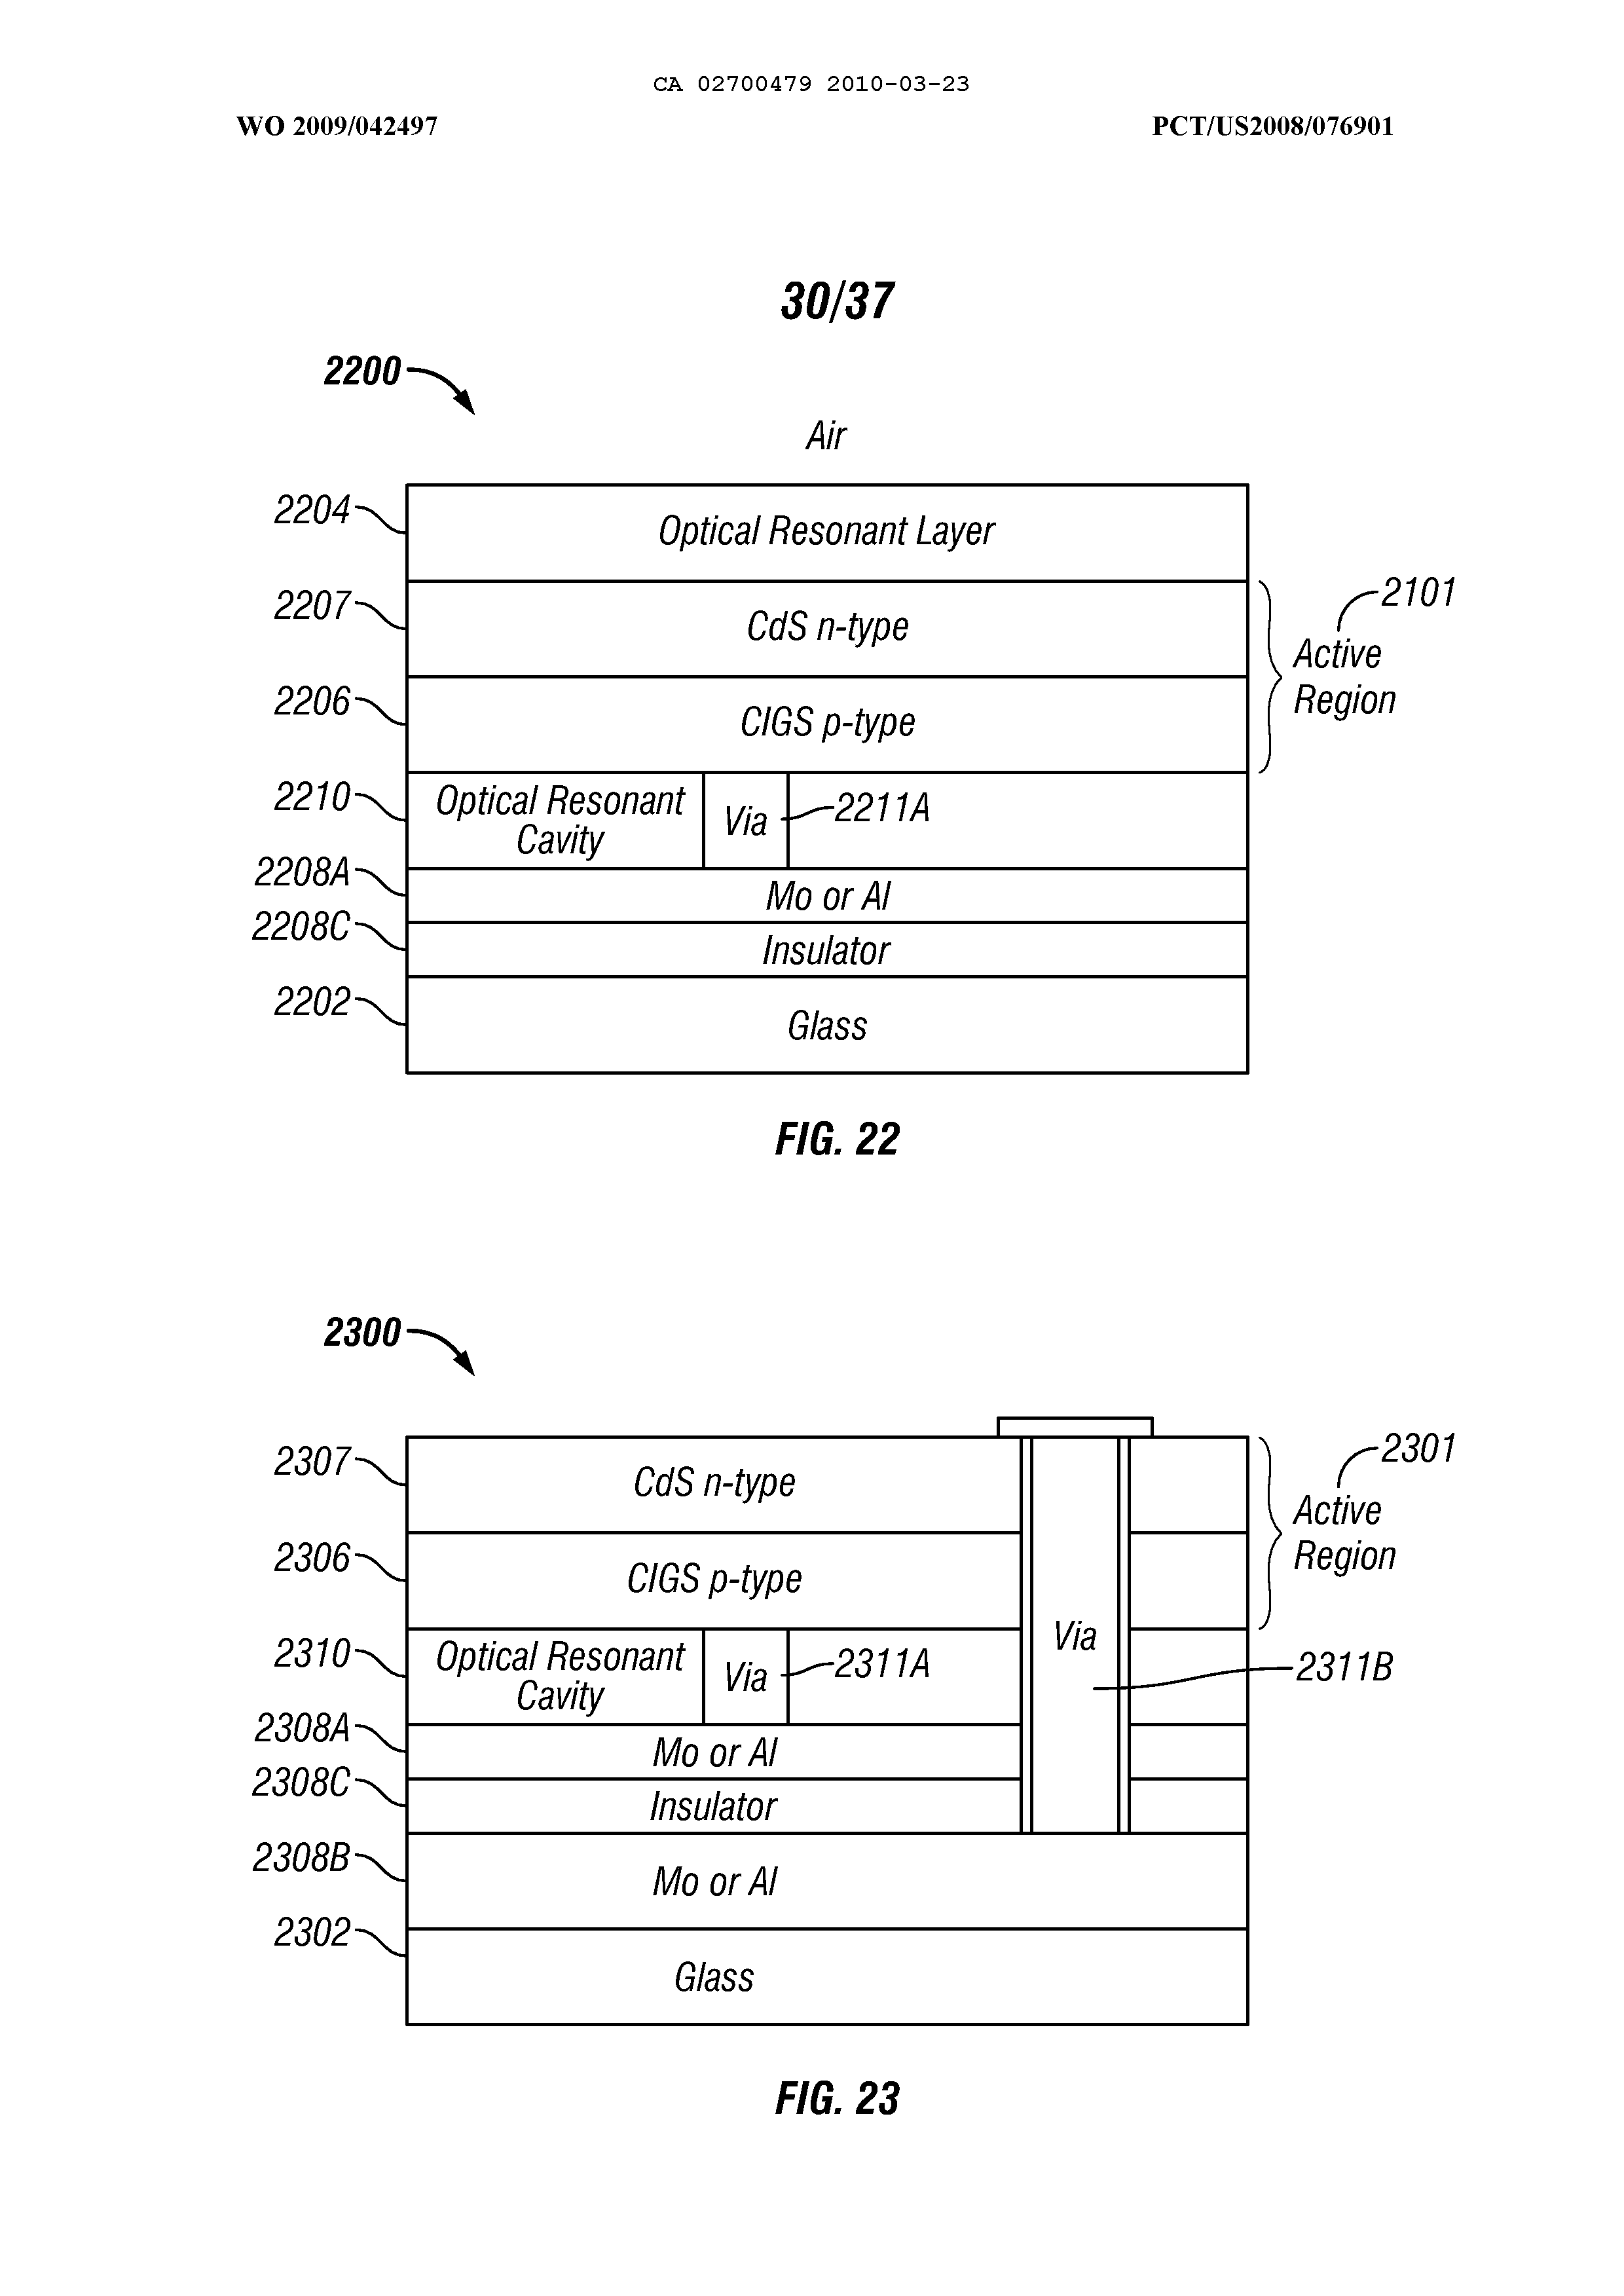 CA 02700479 2010-03-23
WO 2009/042497 PCT/US2008/076901
30/37
2200
Air
2204 Optical Resonant Layer
2207 CdS n-type
2101
Active
Region
2206 CIGS p-type
2210 Optical Resonant
Cavity
Via 2211A
2208A Mo or Al
2208C Insulator
2202 Glass
FIG. 22
2300
2307 CdS n-type
2301
Active
Region
2306 CIGS p-type
Via
2310 Optical Resonant
Cavity
Via 2311A
2311B
2308A Mo or Al
2308C Insulator
2308B Mo or Al
2302 Glass
FIG. 23